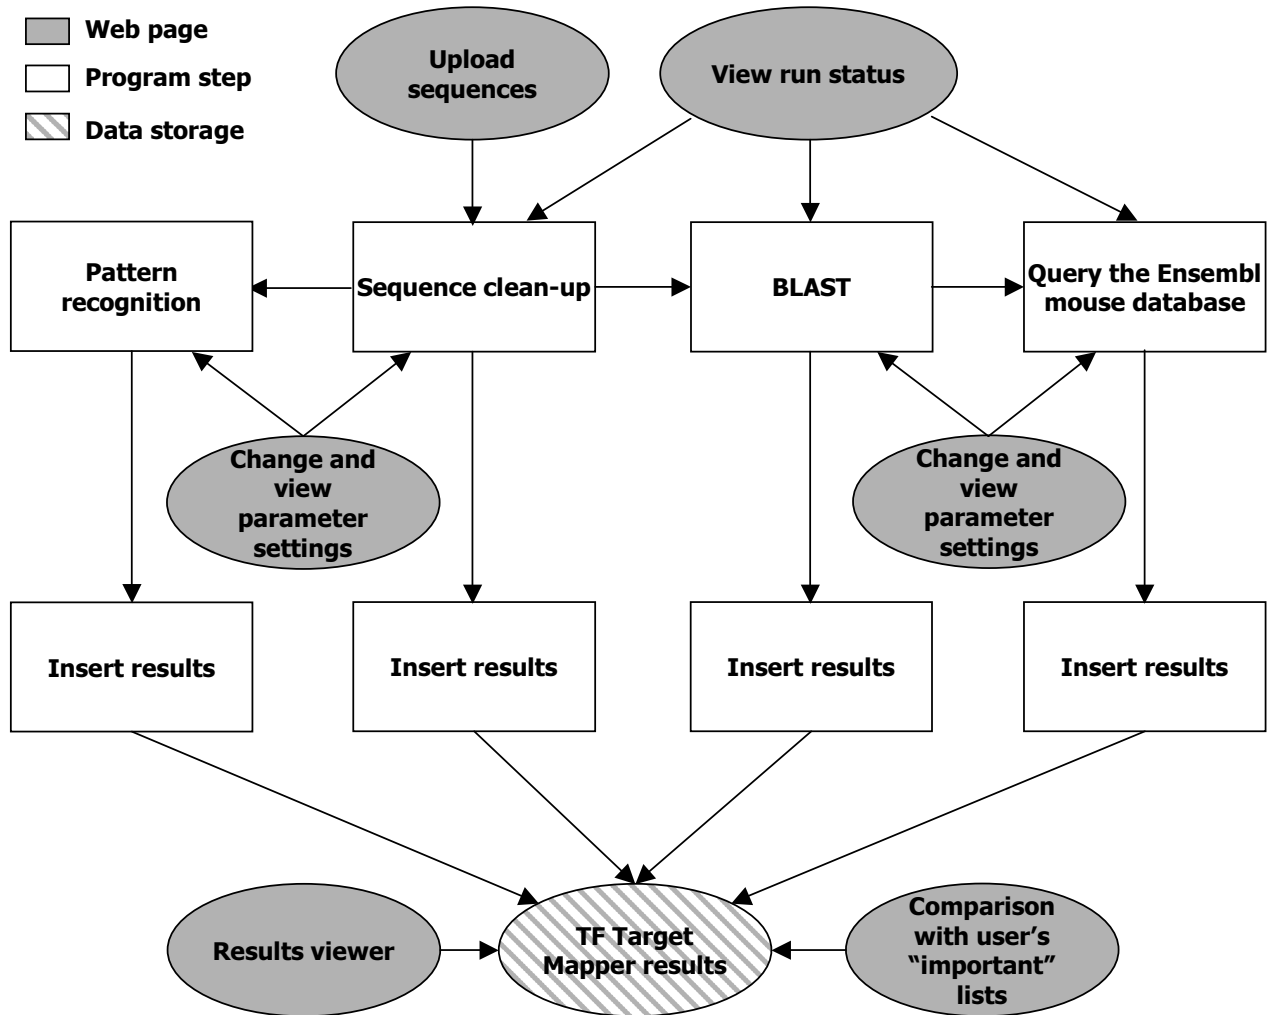 Web page
Program step
Data storage
Upload
sequences
View run status
Pattern
recognition
Sequence clean-up
BLAST
Query the Ensembl
mouse database
Change and
view
parameter
settings
Change and
view
parameter
settings
Insert results
Insert results
Insert results
Insert results
Results viewer
TF Target
Mapper results
Comparison
with user’s
“important”
lists